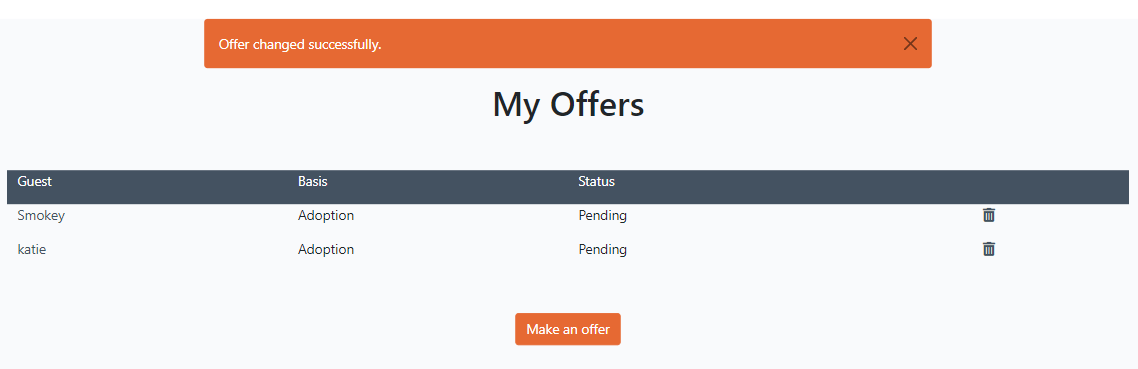 Offer changed successfully.
My Offers
Guest Basis Status
Smokey Adoption Pending
katie Adoption Pending
Make an offer